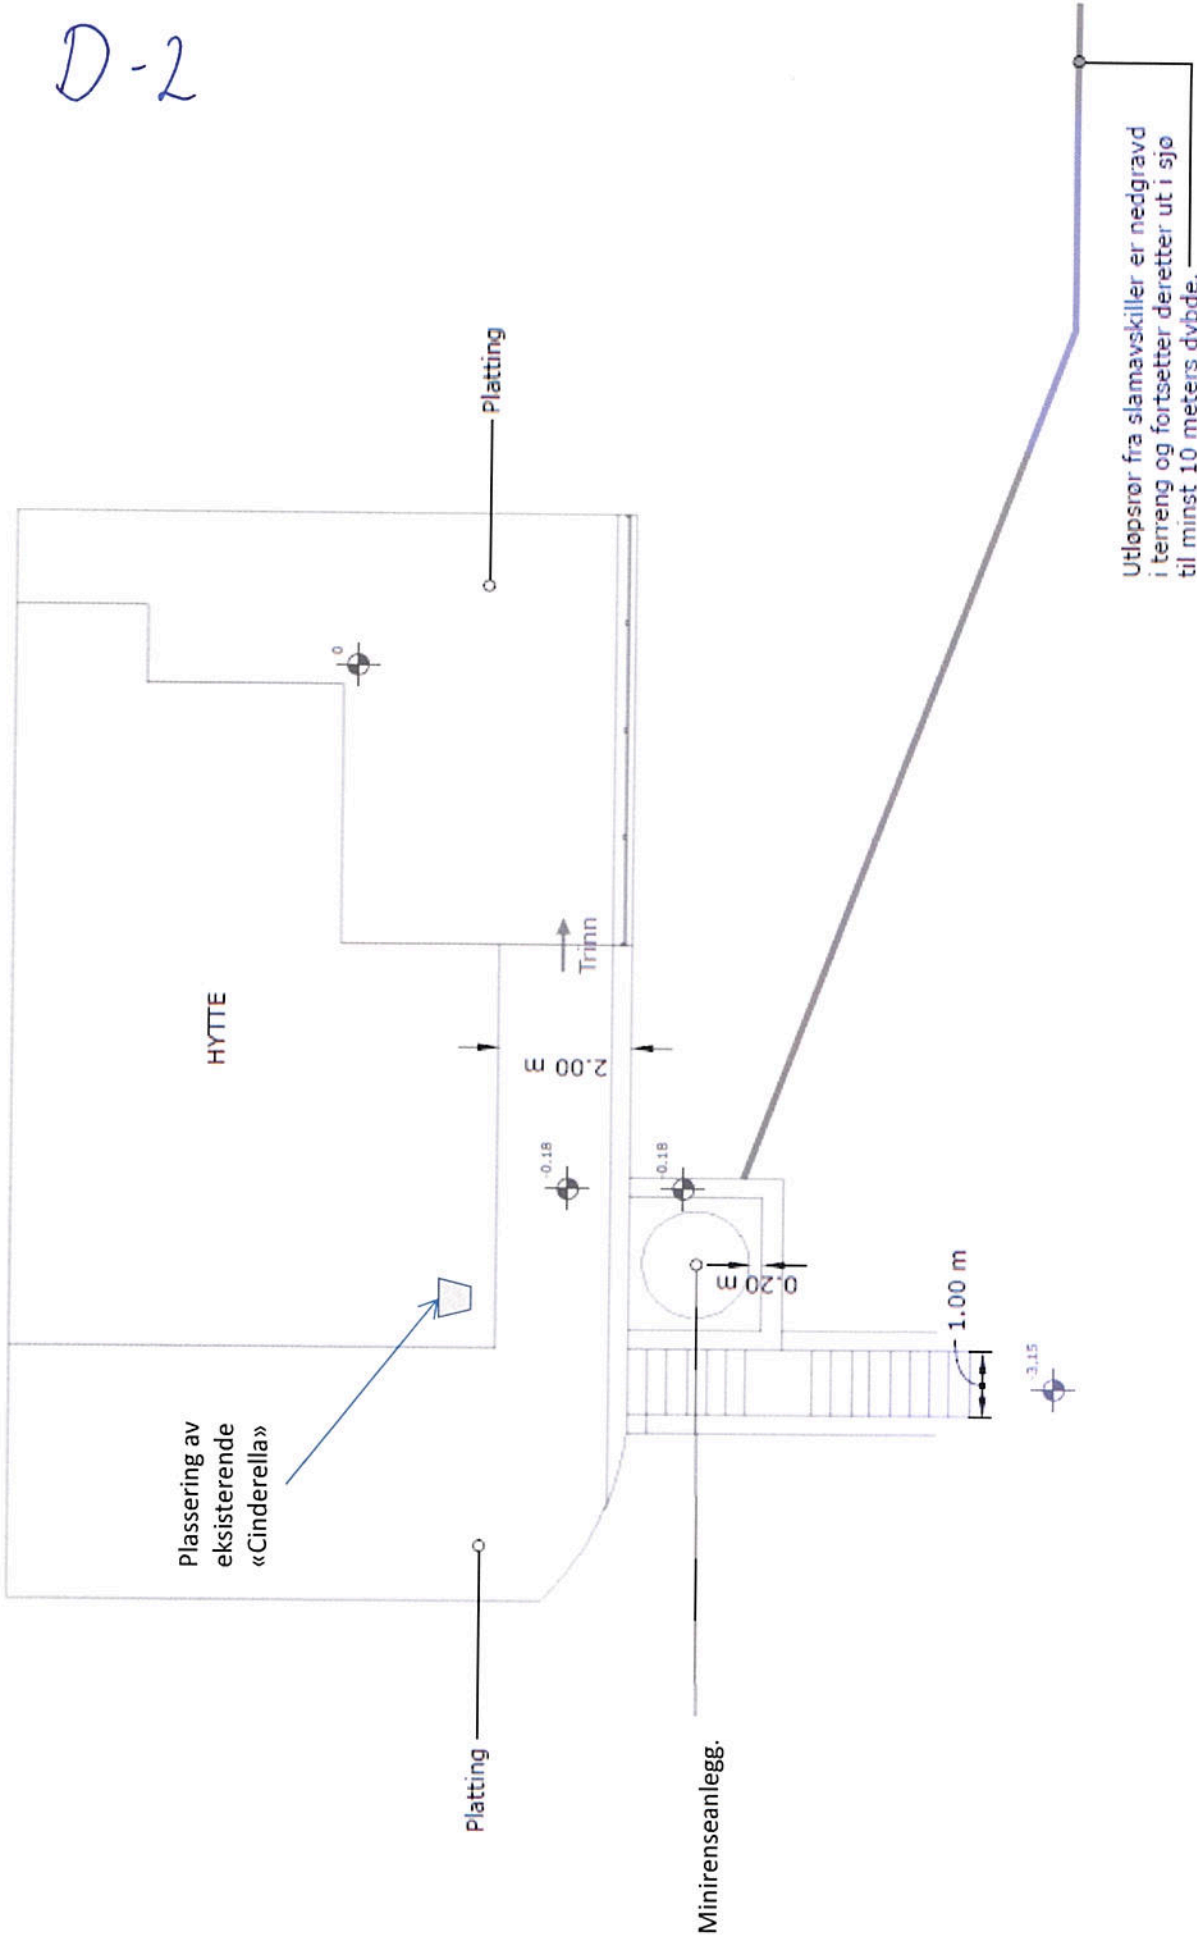 D-2
Plassering av
eksisterende
«Cinderella»
HYTTE
Platting
0
Trinn
2.00 m
-0.18
-0.18
0.20 m
1.00 m
-3.15
Platting
Minirenseanlegg.
Utløpsrør fra slamavskiller er nedgravd
i terreng og fortsetter deretter ut i sjø
til minst 10 meters dybde.